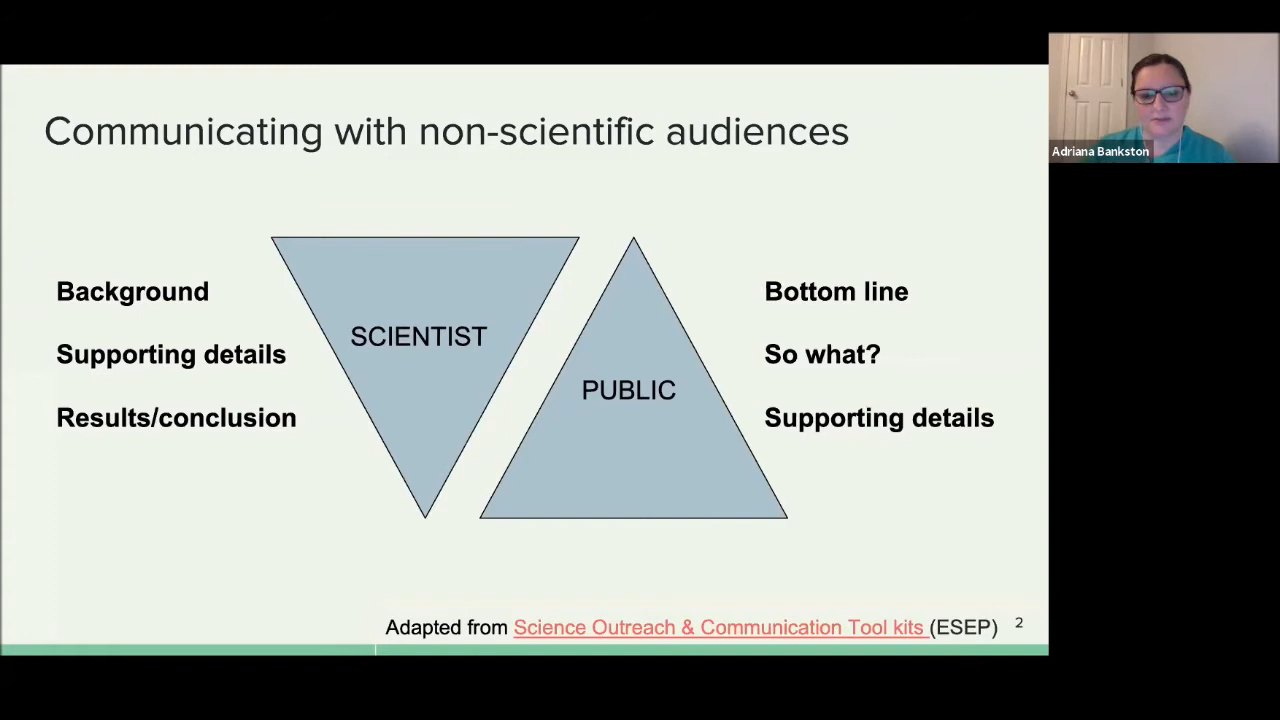 Communicating with non-scientific audiences
Adriana Bankston
Background
Supporting details
Results/conclusion
SCIENTIST
PUBLIC
Bottom line
So what?
Supporting details
Adapted from Science Outreach & Communication Tool kits (ESEP)
2